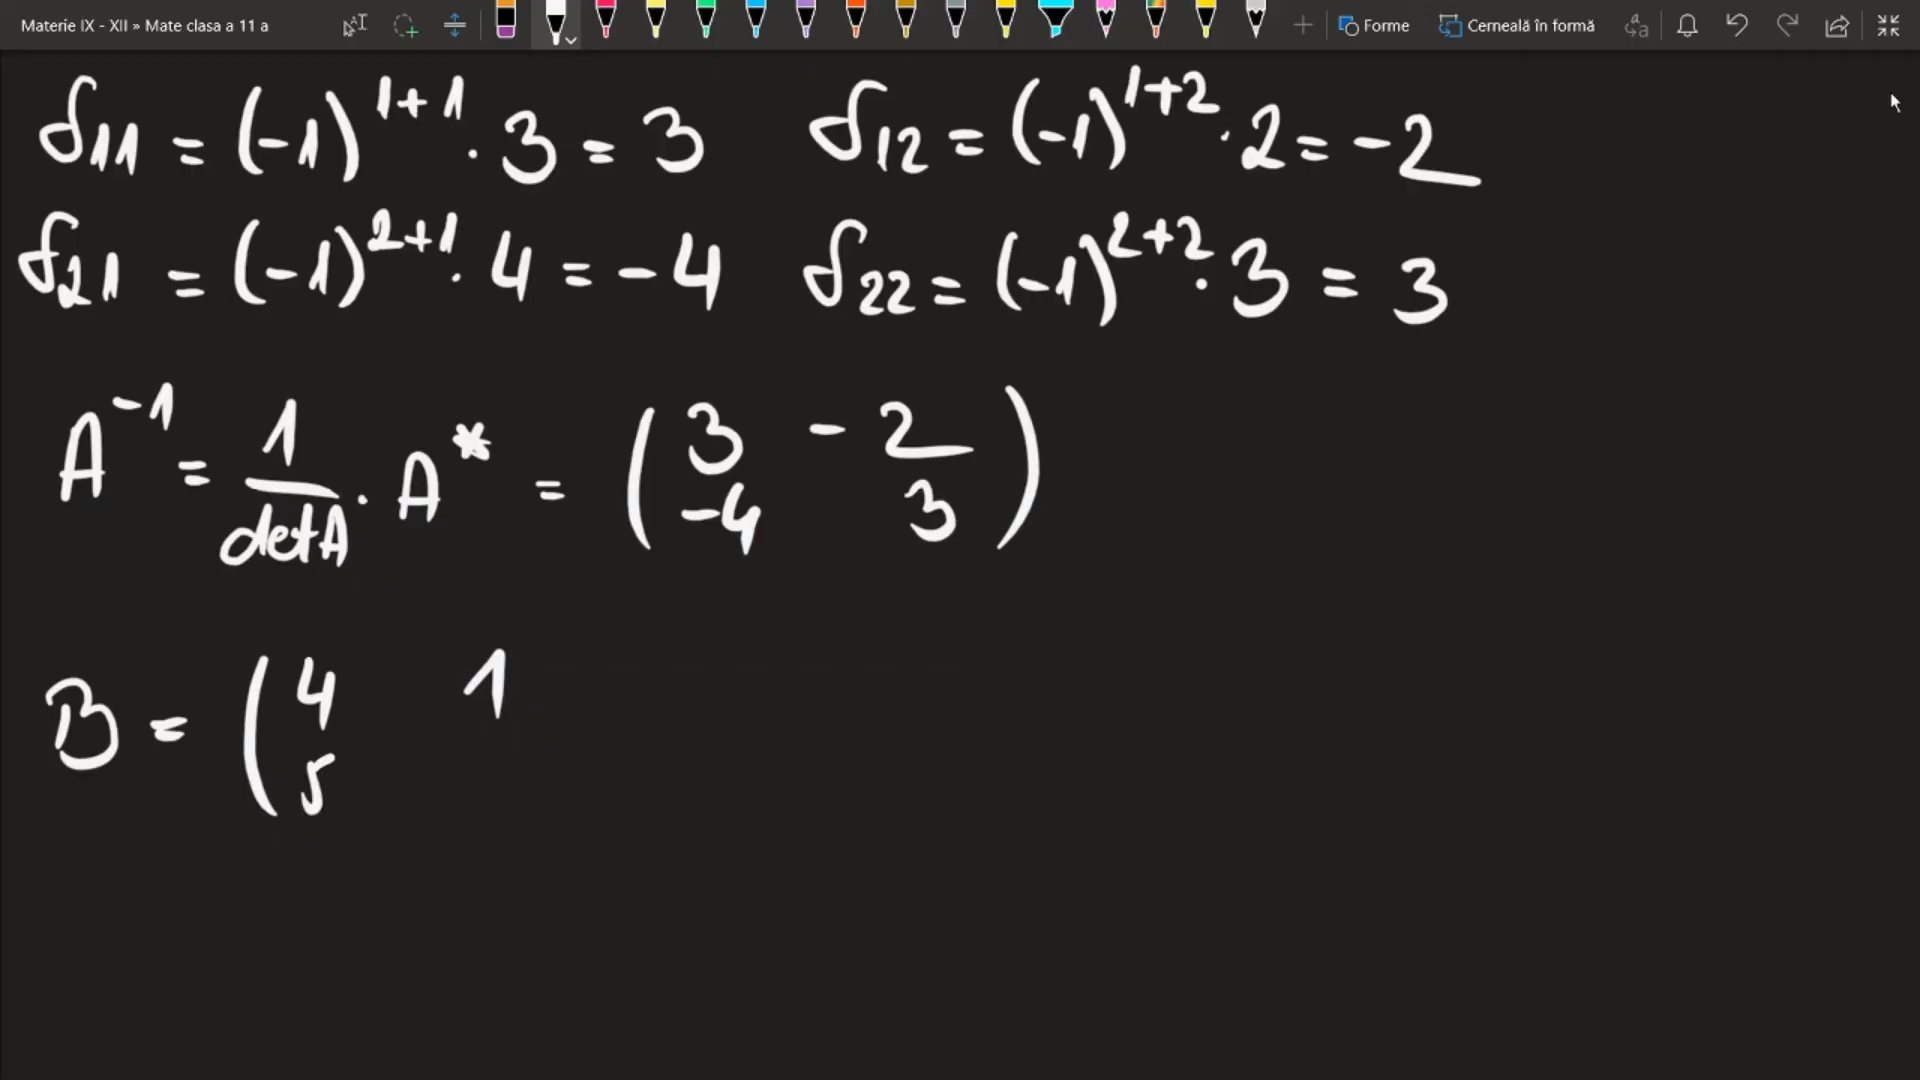 Materie IX - XII » Mate clasa a 11 a Forme Cerneală în formă
δ₁₁ = (-1)¹⁺¹ · 3 = 3 δ₁₂ = (-1)¹⁺² · 2 = -2
δ₂₁ = (-1)²⁺¹ · 4 = -4 δ₂₂ = (-1)²⁺² · 3 = 3
A⁻¹ = 1/detA · A* = (3 -2
-4 3)
B = (4 1
5